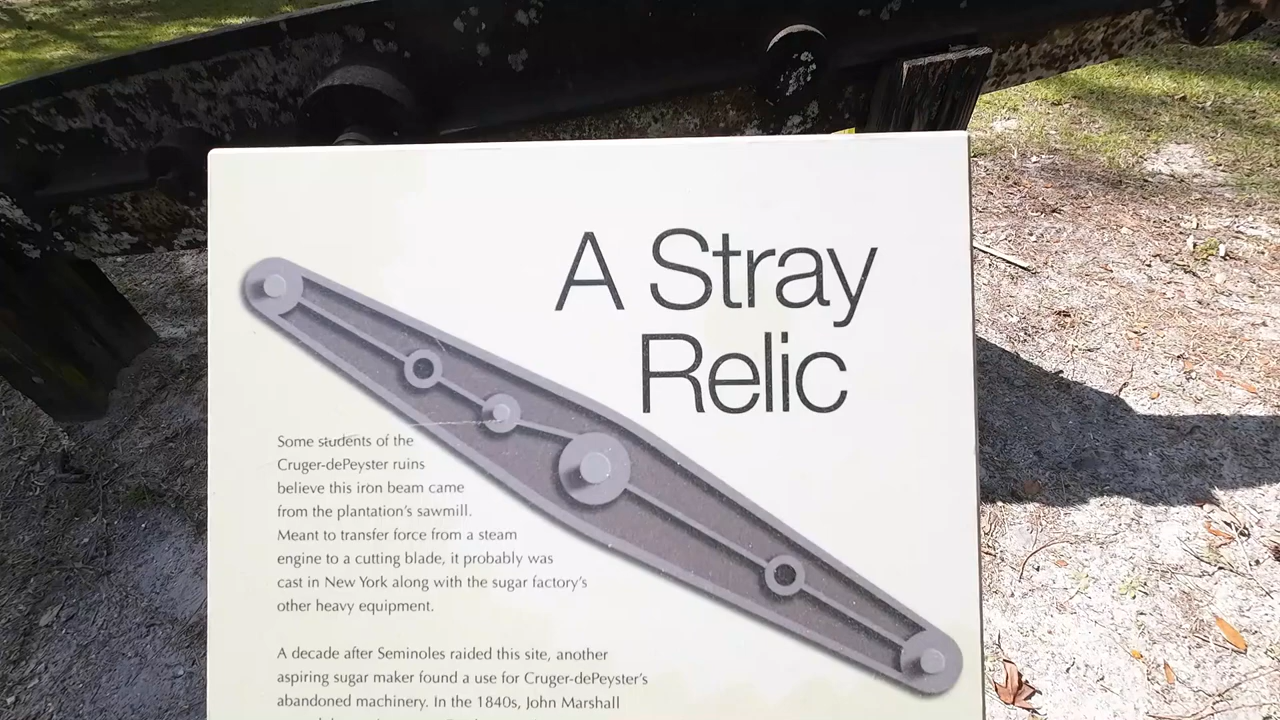 A Stray
Relic
Some students of the
Cruger-dePeyster ruins
believe this iron beam came
from the plantation's sawmill.
Meant to transfer force from a steam
engine to a cutting blade, it probably was
cast in New York along with the sugar factory's
other heavy equipment.
A decade after Seminoles raided this site, another
aspiring sugar maker found a use for Cruger-dePeyster's
abandoned machinery. In the 1840s, John Marshall